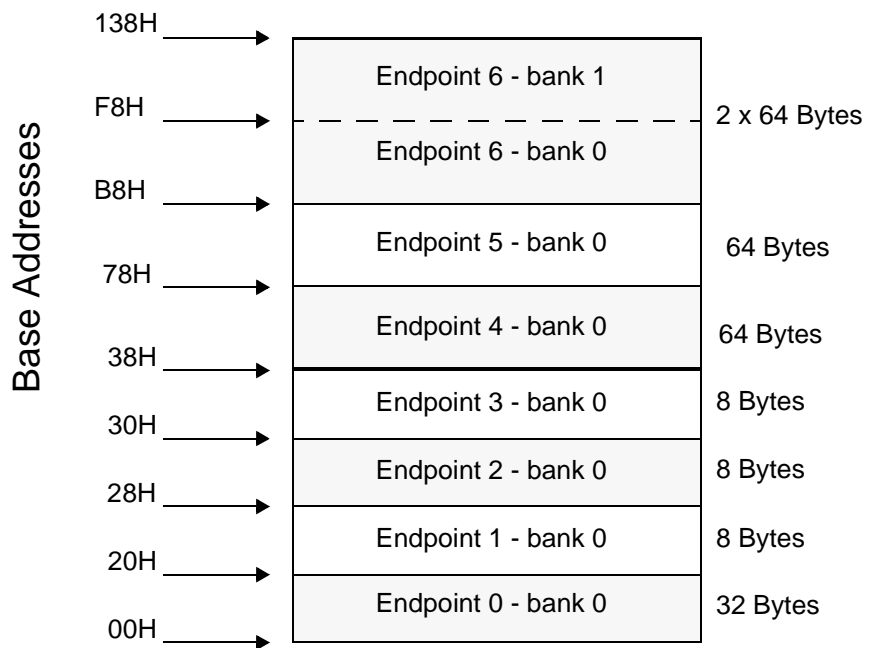 138H
Endpoint 6 - bank 1
F8H
2 x 64 Bytes
Endpoint 6 - bank 0
B8H
Endpoint 5 - bank 0
64 Bytes
78H
Endpoint 4 - bank 0
64 Bytes
38H
Endpoint 3 - bank 0
8 Bytes
30H
Endpoint 2 - bank 0
8 Bytes
28H
Endpoint 1 - bank 0
8 Bytes
20H
Endpoint 0 - bank 0
32 Bytes
00H
Base Addresses